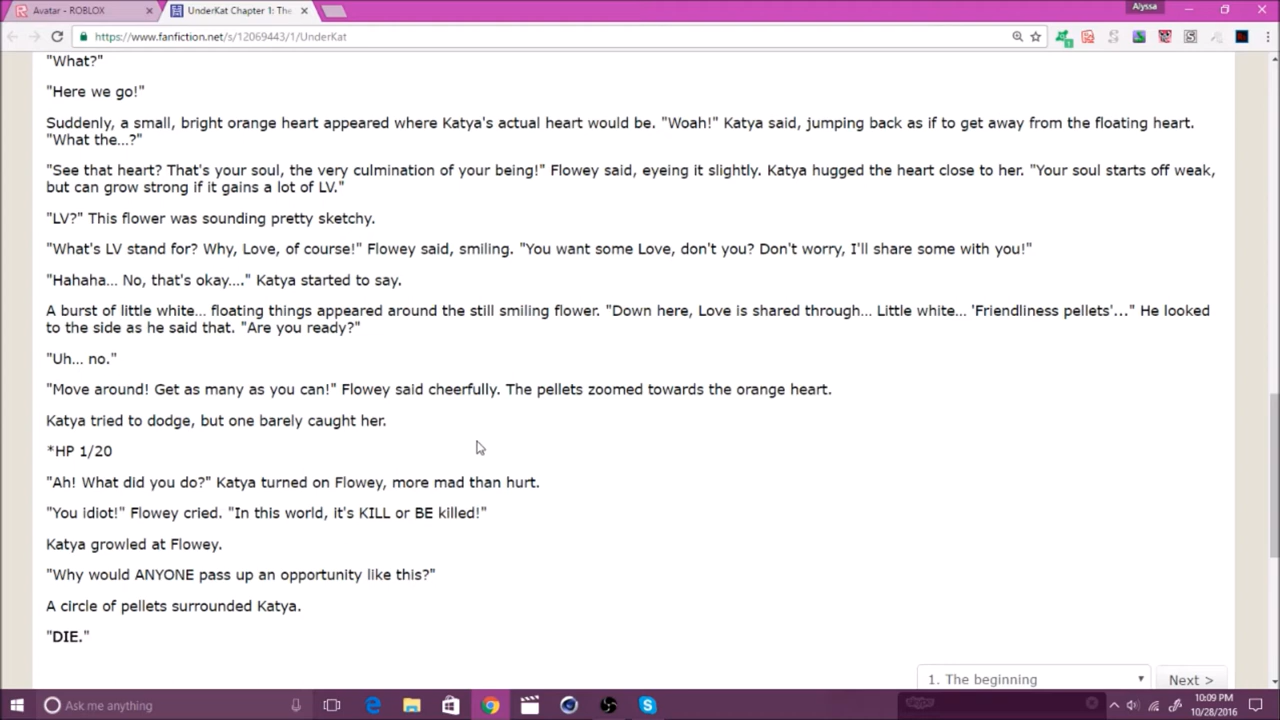 Avatar - ROBLOX
UnderKat Chapter 1: The
Alyssa
https://www.fanfiction.net/s/12069443/1/UnderKat
"What?"
"Here we go!"
Suddenly, a small, bright orange heart appeared where Katya's actual heart would be. "Woah!" Katya said, jumping back as if to get away from the floating heart.
"What the…?"
"See that heart? That's your soul, the very culmination of your being!" Flowey said, eyeing it slightly. Katya hugged the heart close to her. "Your soul starts off weak,
but can grow strong if it gains a lot of LV."
"LV?" This flower was sounding pretty sketchy.
"What's LV stand for? Why, Love, of course!" Flowey said, smiling. "You want some Love, don't you? Don't worry, I'll share some with you!"
"Hahaha… No, that's okay…." Katya started to say.
A burst of little white… floating things appeared around the still smiling flower. "Down here, Love is shared through… Little white… 'Friendliness pellets'…" He looked
to the side as he said that. "Are you ready?"
"Uh… no."
"Move around! Get as many as you can!" Flowey said cheerfully. The pellets zoomed towards the orange heart.
Katya tried to dodge, but one barely caught her.
*HP 1/20
"Ah! What did you do?" Katya turned on Flowey, more mad than hurt.
"You idiot!" Flowey cried. "In this world, it's KILL or BE killed!"
Katya growled at Flowey.
"Why would ANYONE pass up an opportunity like this?"
A circle of pellets surrounded Katya.
"DIE."
1. The beginning
Next >
Ask me anything
10:09 PM
10/28/2016